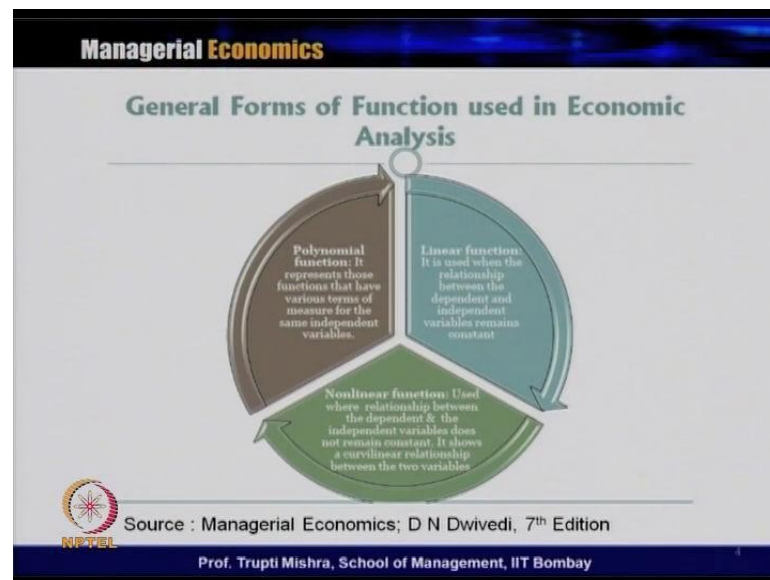 Managerial Economics
General Forms of Function used in Economic
Analysis
Polynomial
function: It
represents those
functions that have
various terms of
measure for the
same independent
variables.
Linear function:
It is used when the
relationship
between the
dependent and
independent
variables remains
constant
Nonlinear function: Used
where relationship between
the dependent & the
independent variables does
not remain constant. It shows
a curvilinear relationship
between the two variables
NPTEL
Source : Managerial Economics; D N Dwivedi, 7th Edition
Prof. Trupti Mishra, School of Management, IIT Bombay
4